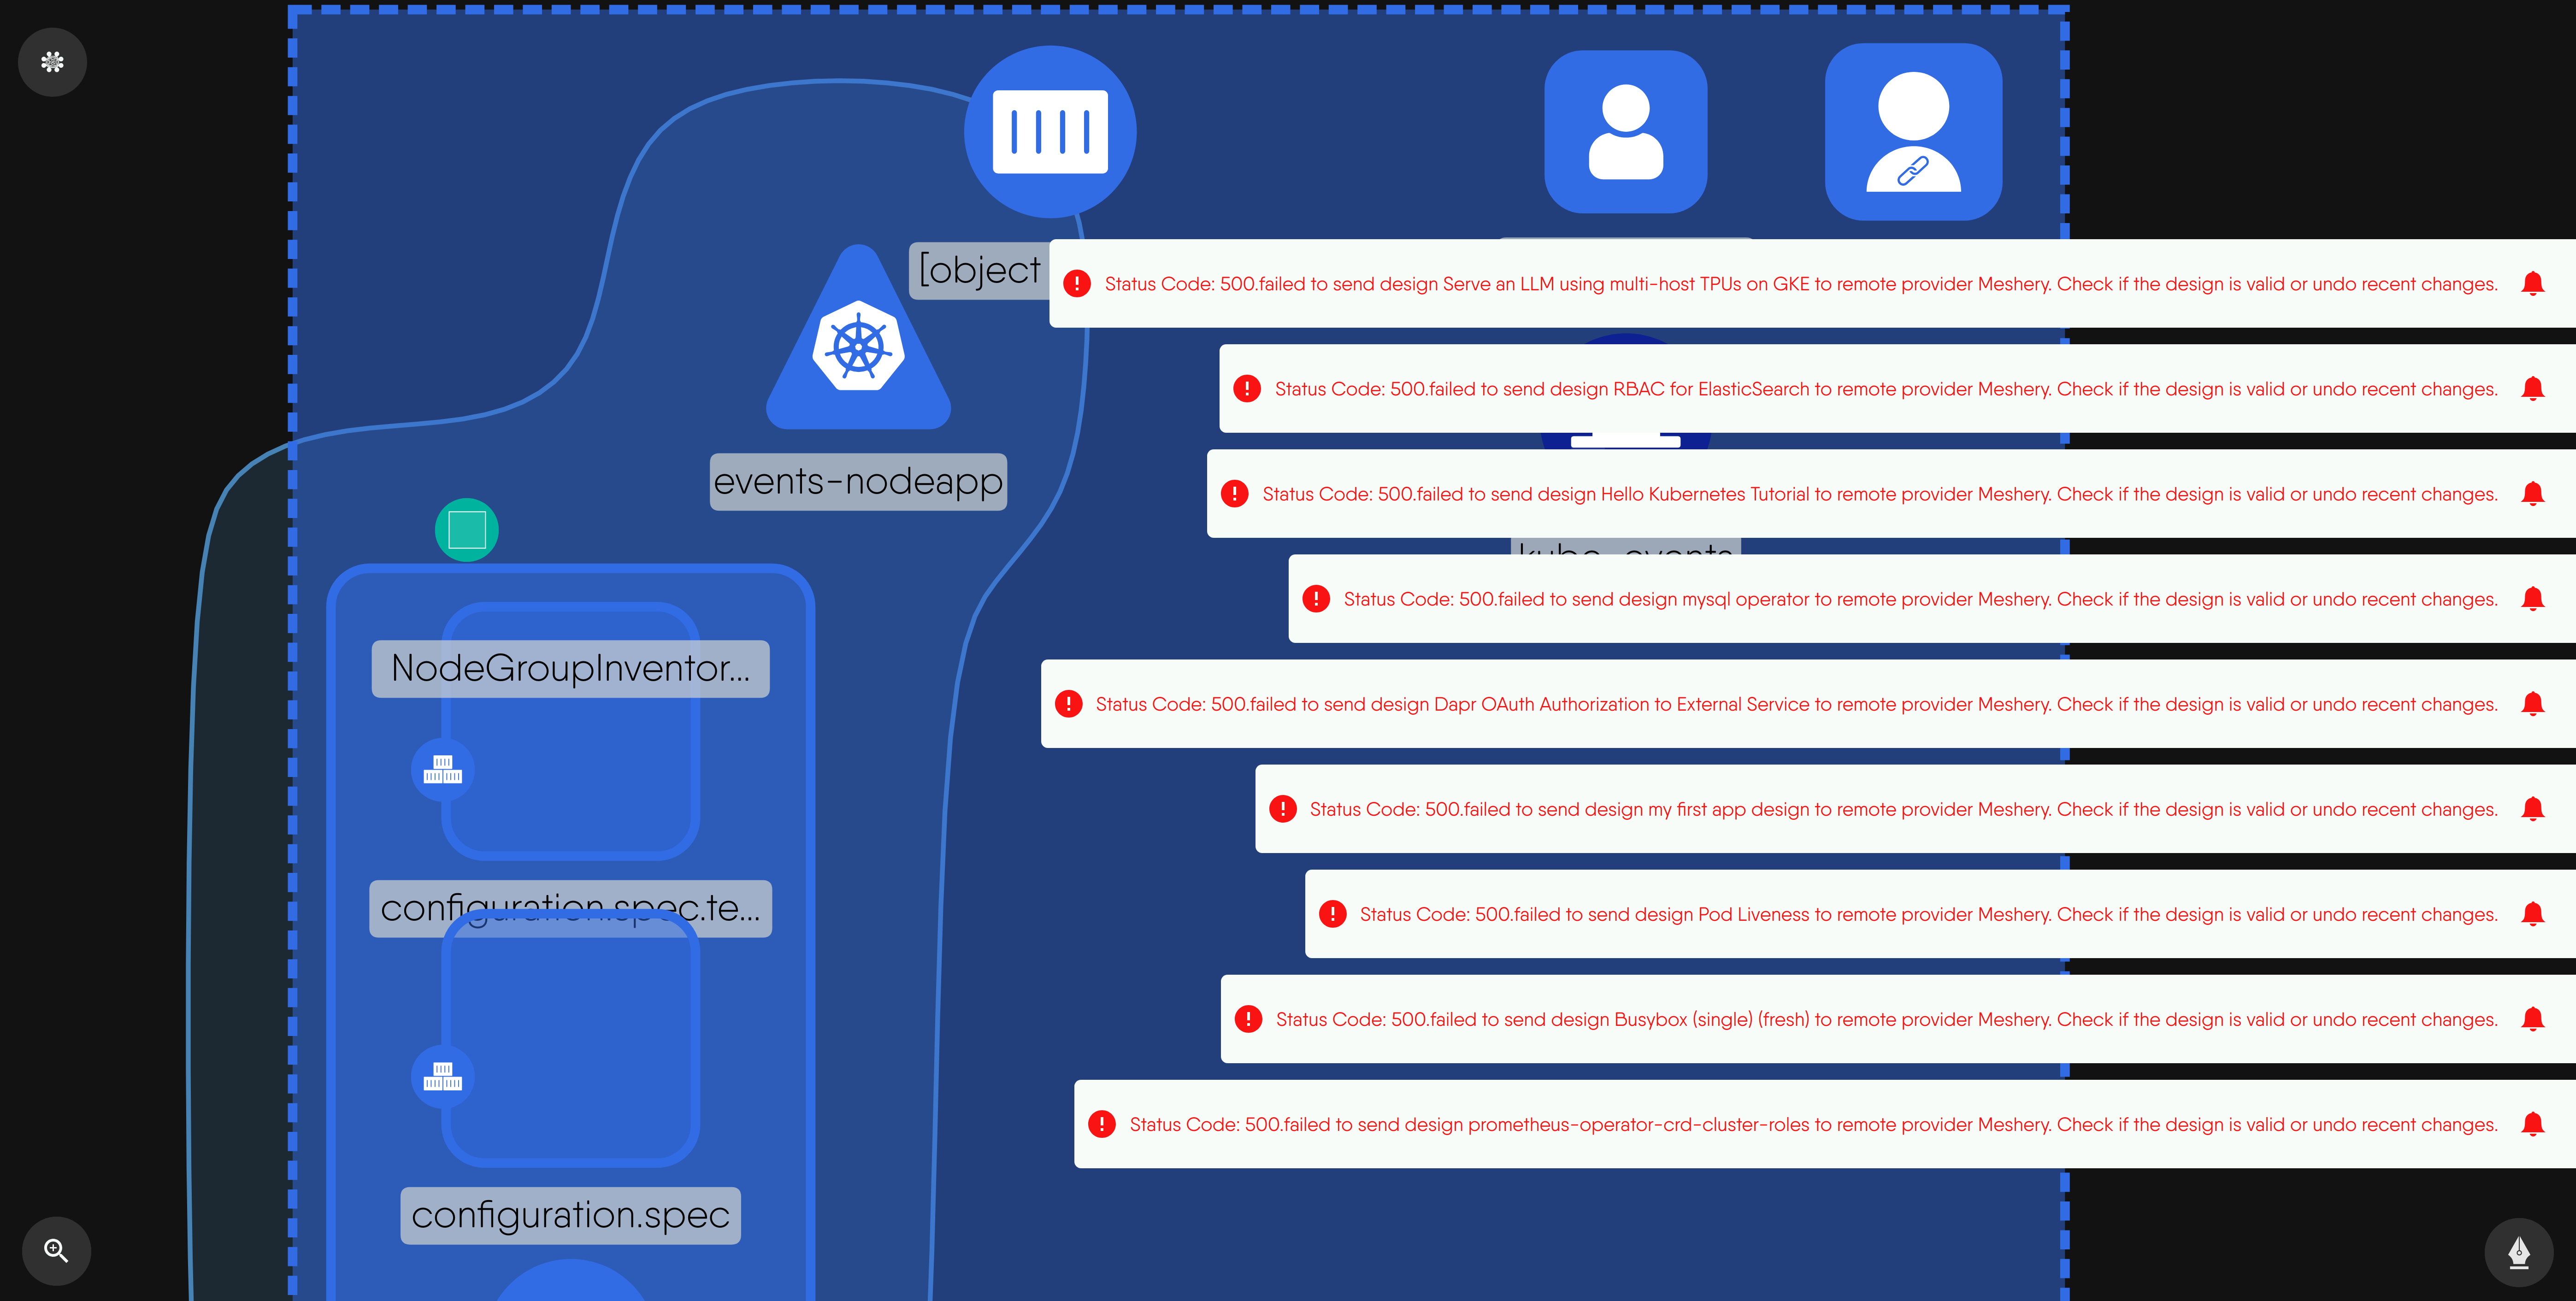 [object
Status Code: 500.failed to send design Serve an LLM using multi-host TPUs on GKE to remote provider Meshery. Check if the design is valid or undo recent changes.
Status Code: 500.failed to send design RBAC for ElasticSearch to remote provider Meshery. Check if the design is valid or undo recent changes.
events-nodeapp
Status Code: 500.failed to send design Hello Kubernetes Tutorial to remote provider Meshery. Check if the design is valid or undo recent changes.
kube-events
Status Code: 500.failed to send design mysql operator to remote provider Meshery. Check if the design is valid or undo recent changes.
NodeGroupInventor...
Status Code: 500.failed to send design Dapr OAuth Authorization to External Service to remote provider Meshery. Check if the design is valid or undo recent changes.
Status Code: 500.failed to send design my first app design to remote provider Meshery. Check if the design is valid or undo recent changes.
configuration.spec.te...
Status Code: 500.failed to send design Pod Liveness to remote provider Meshery. Check if the design is valid or undo recent changes.
Status Code: 500.failed to send design Busybox (single) (fresh) to remote provider Meshery. Check if the design is valid or undo recent changes.
Status Code: 500.failed to send design prometheus-operator-crd-cluster-roles to remote provider Meshery. Check if the design is valid or undo recent changes.
configuration.spec